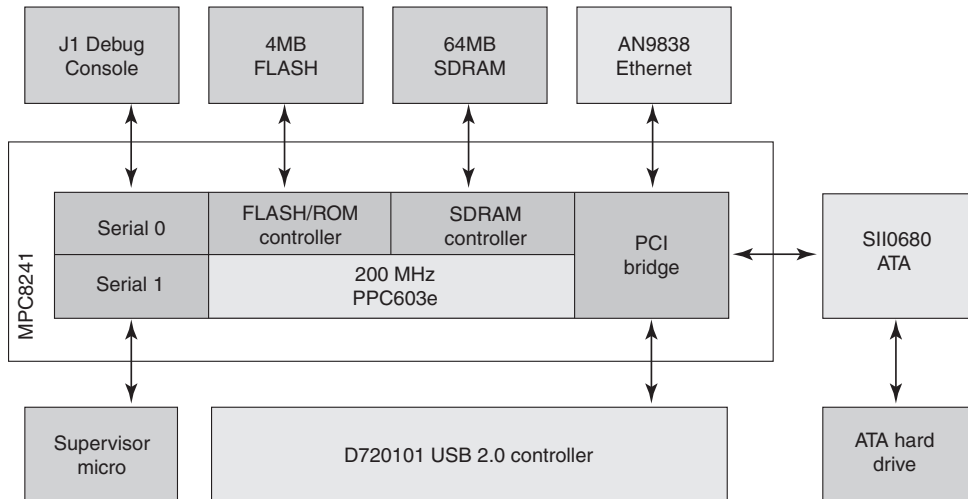 J1 Debug
Console
4MB
FLASH
64MB
SDRAM
AN9838
Ethernet
MPC8241
Serial 0
FLASH/ROM
controller
SDRAM
controller
PCI
bridge
SII0680
ATA
Serial 1
200 MHz
PPC603e
Supervisor
micro
D720101 USB 2.0 controller
ATA hard
drive